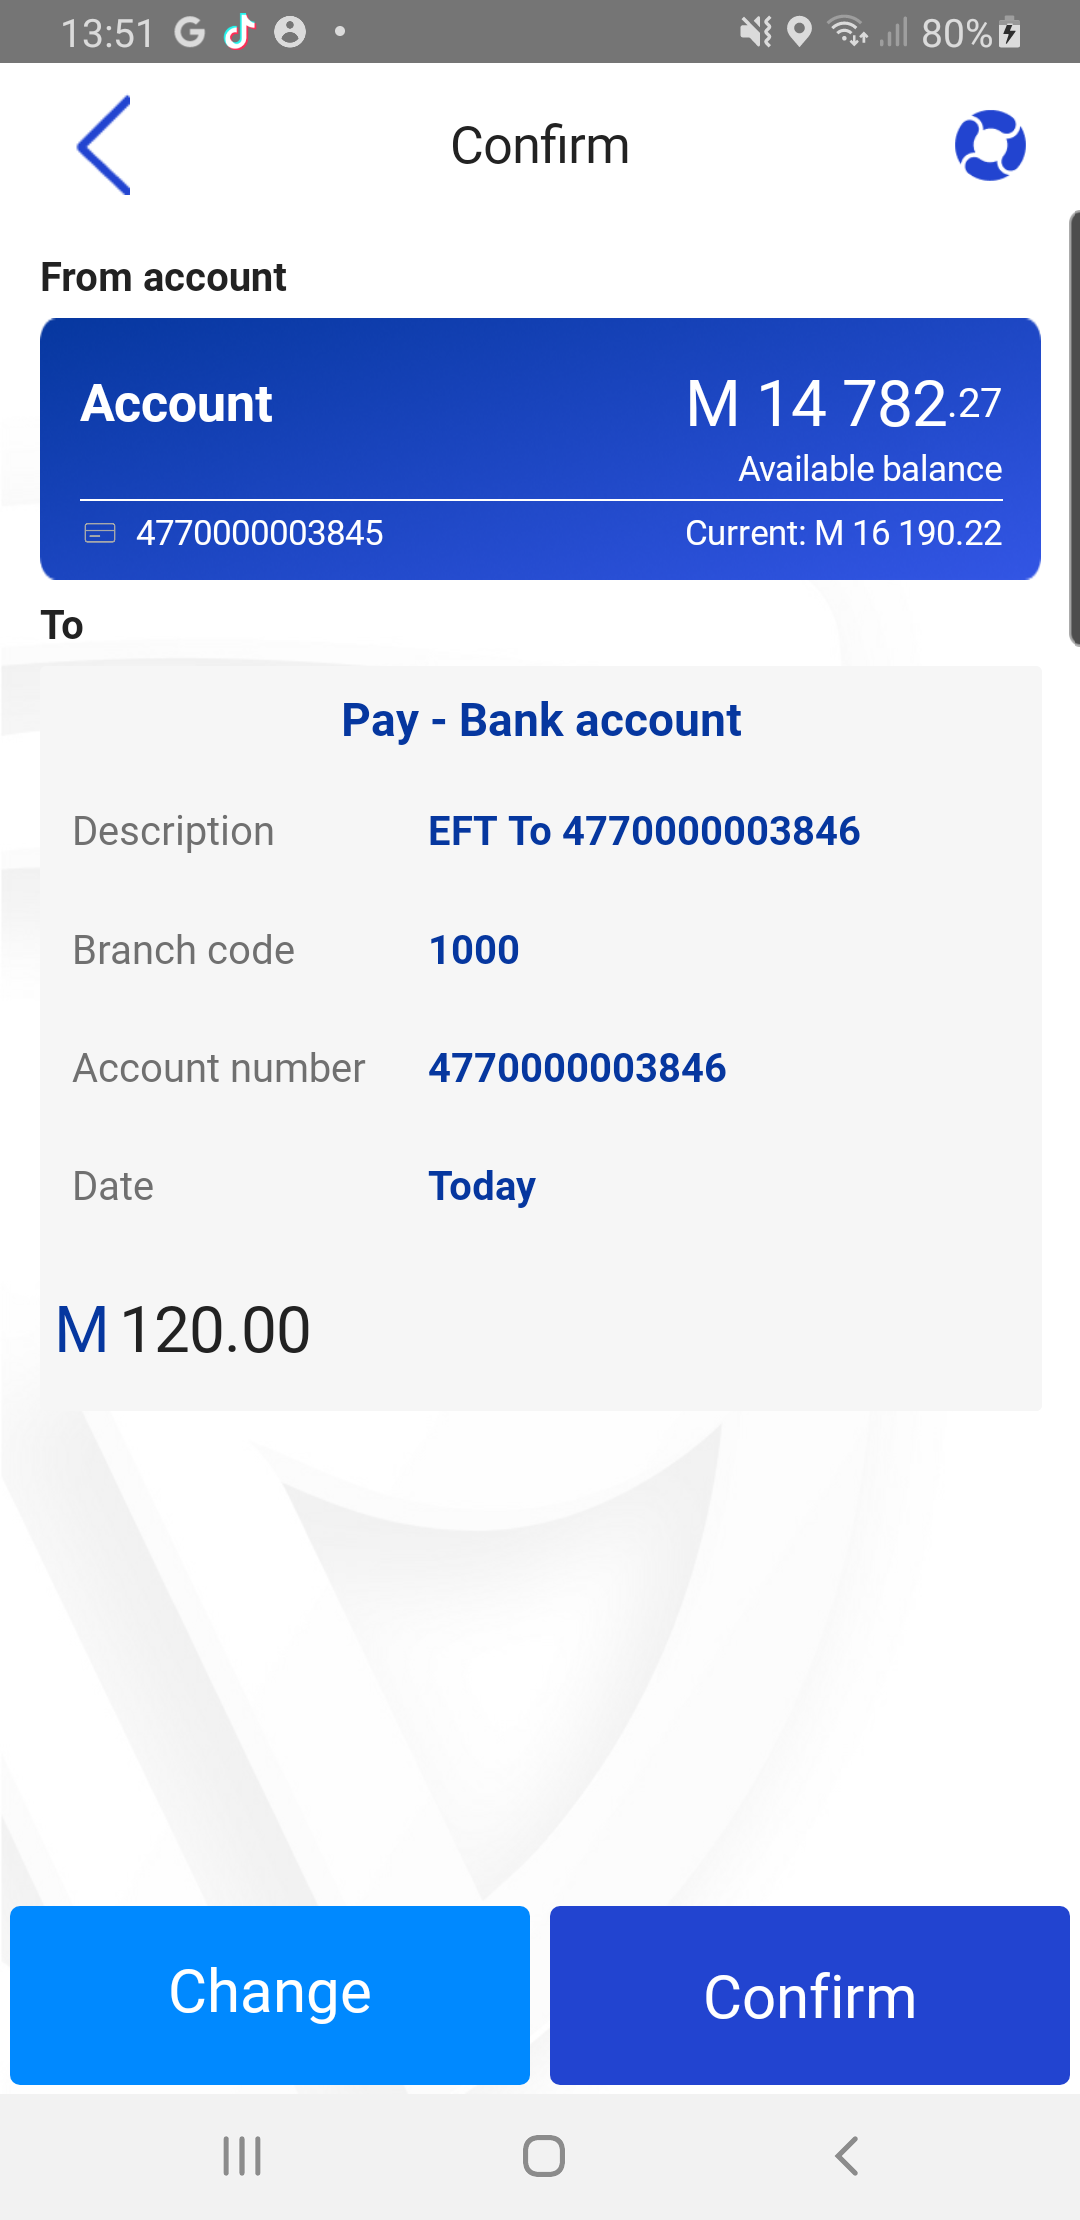 13:51 80%
Confirm
From account
Account M 14 782.27
Available balance
4770000003845 Current: M 16 190.22
To
Pay - Bank account
Description EFT To 4770000003846
Branch code 1000
Account number 4770000003846
Date Today
M 120.00
Change Confirm